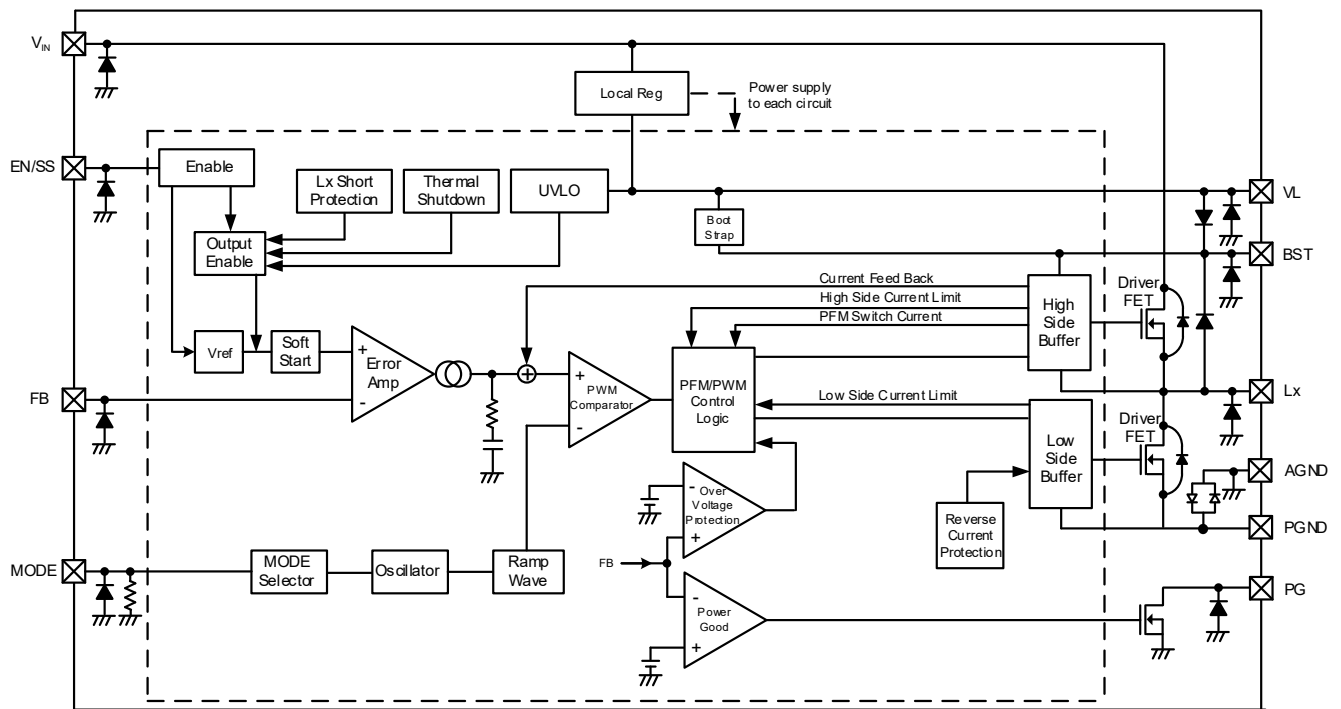 VIN
Local Reg
Power supply
to each circuit
EN/SS
Enable
Lx Short
Protection
Thermal
Shutdown
UVLO
VL
Boot
Strap
Output
Enable
BST
Current Feed Back
High Side Current Limit
PFM Switch Current
High
Side
Buffer
Driver
FET
Vref
Soft
Start
+
-
Error
Amp
+
+
-
PWM
Comparator
PFM/PWM
Control
Logic
Lx
FB
Low Side Current Limit
Low
Side
Buffer
Driver
FET
AGND
-
+
Over
Voltage
Protection
Reverse
Current
Protection
PGND
MODE
MODE
Selector
Oscillator
Ramp
Wave
FB
-
+
Power
Good
PG